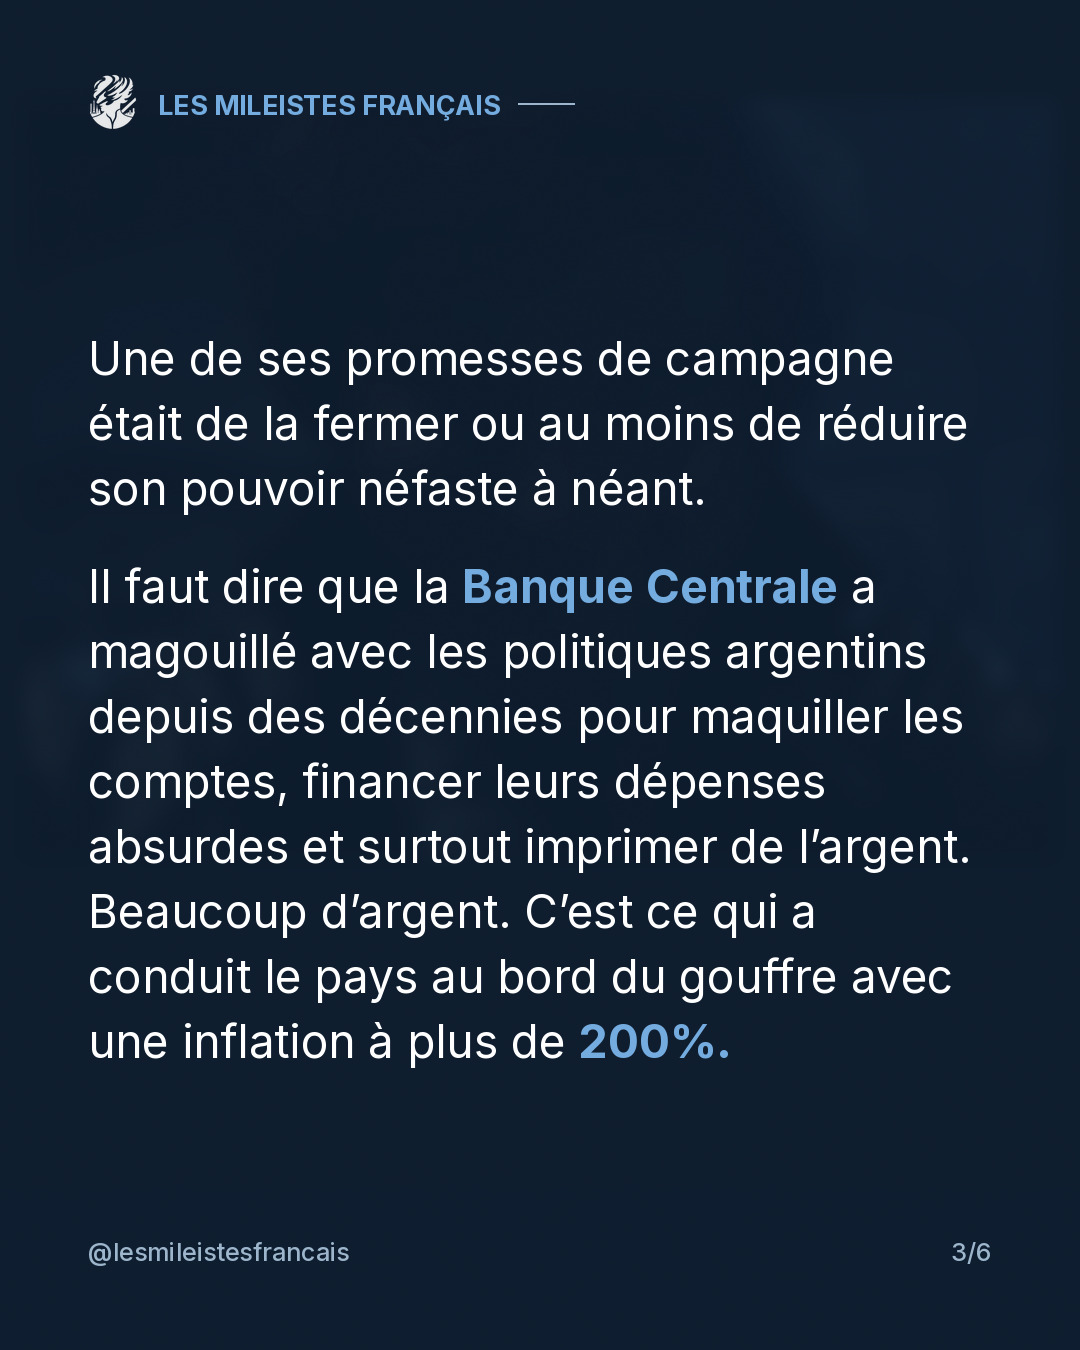 LES MILEISTES FRANÇAIS
Une de ses promesses de campagne
était de la fermer ou au moins de réduire
son pouvoir néfaste à néant.
Il faut dire que la Banque Centrale a
magouillé avec les politiques argentins
depuis des décennies pour maquiller les
comptes, financer leurs dépenses
absurdes et surtout imprimer de l’argent.
Beaucoup d’argent. C’est ce qui a
conduit le pays au bord du gouffre avec
une inflation à plus de 200%.
@lesmileistesfrancais
3/6